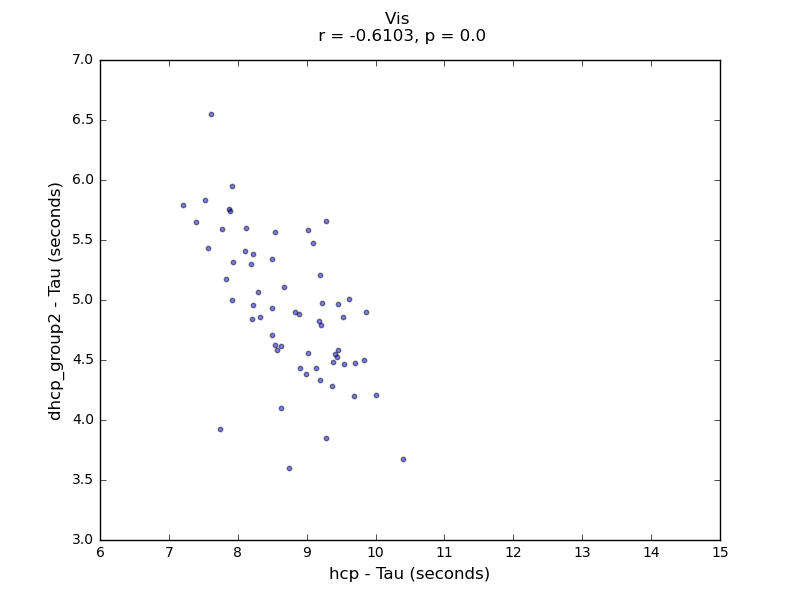 Vis
r = -0.6103, p = 0.0
7.0
6.5
6.0
5.5
5.0
4.5
4.0
3.5
3.0
dhcp_group2 - Tau (seconds)
6 7 8 9 10 11 12 13 14 15
hcp - Tau (seconds)